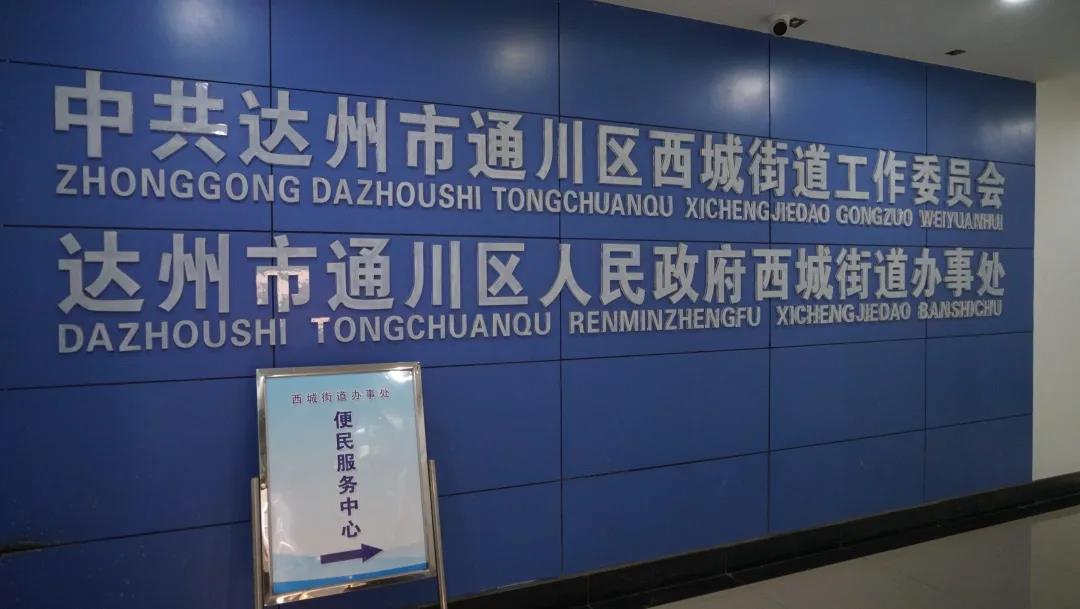 中共达州市通川区西城街道工作委员会
ZHONGGONG DAZHOUSHI TONGCHUANQU XICHENGJIEDAO GONGZUO WEIYUANHUI
达州市通川区人民政府西城街道办事处
DAZHOUSHI TONGCHUANQU RENMINZHENGFU XICHENGJIEDAO BANSHICHU
西城街道办事处
便民服务中心